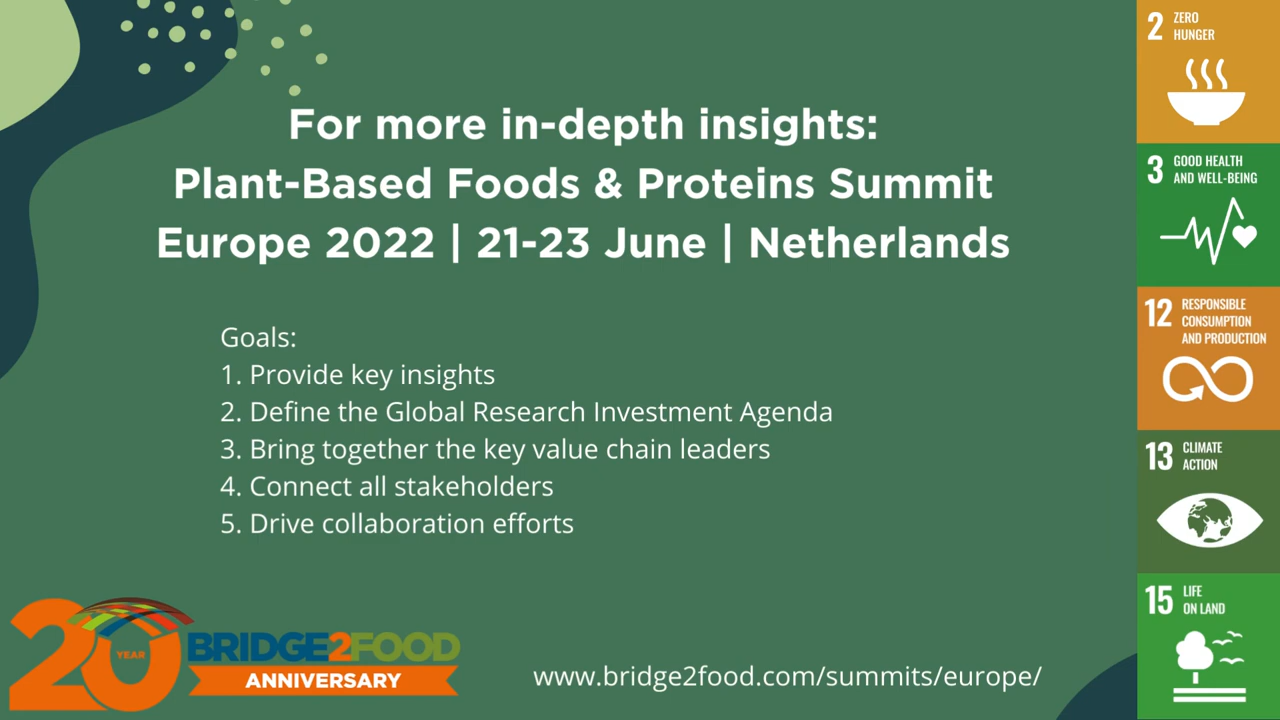 For more in-depth insights:
Plant-Based Foods & Proteins Summit
Europe 2022 | 21-23 June | Netherlands
Goals:
1. Provide key insights
2. Define the Global Research Investment Agenda
3. Bring together the key value chain leaders
4. Connect all stakeholders
5. Drive collaboration efforts
20
YEAR
BRIDGE2FOOD
ANNIVERSARY
www.bridge2food.com/summits/europe/
2 ZERO
HUNGER
3 GOOD HEALTH
AND WELL-BEING
12 RESPONSIBLE
CONSUMPTION
AND PRODUCTION
13 CLIMATE
ACTION
15 LIFE
ON LAND